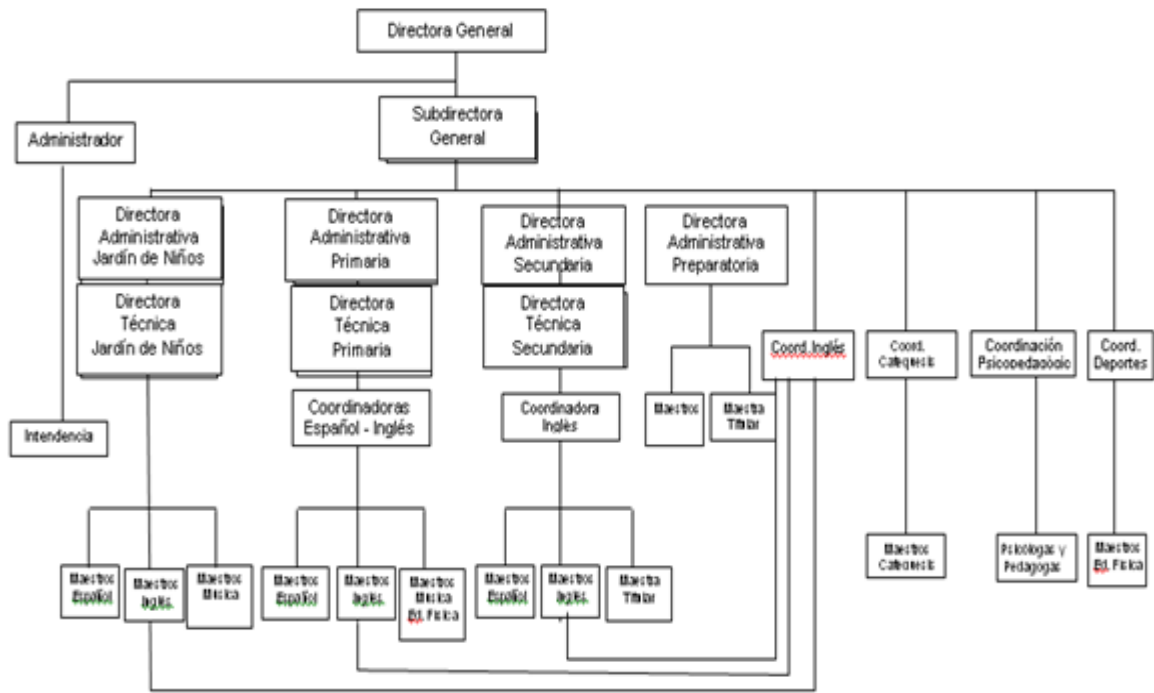 Directora General
Subdirectora
General
Administrador
Directora
Administrativa
Jardín de Niños
Directora
Administrativa
Primaria
Directora
Administrativa
Secundaria
Directora
Administrativa
Preparatoria
Directora
Técnica
Jardín de Niños
Directora
Técnica
Primaria
Directora
Técnica
Secundaria
Coord.Inglés
Coord.
Catequesis
Coordinación
Psicopedagógio
Coord.
Deportes
Coordinadoras
Español - Inglés
Coordinadora
Inglès
Maestros
Maestra
Titular
Intendencia
Maestros
Catequesis
Psicólogas y
Pedagogas
Maestros
Ed. Física
Maestros
Español
Maestros
Inglés
Maestros
Música
Maestros
Español
Maestros
Inglés
Maestros
Música
Ed. Física
Maestros
Español
Maestros
Inglés
Maestra
Titular